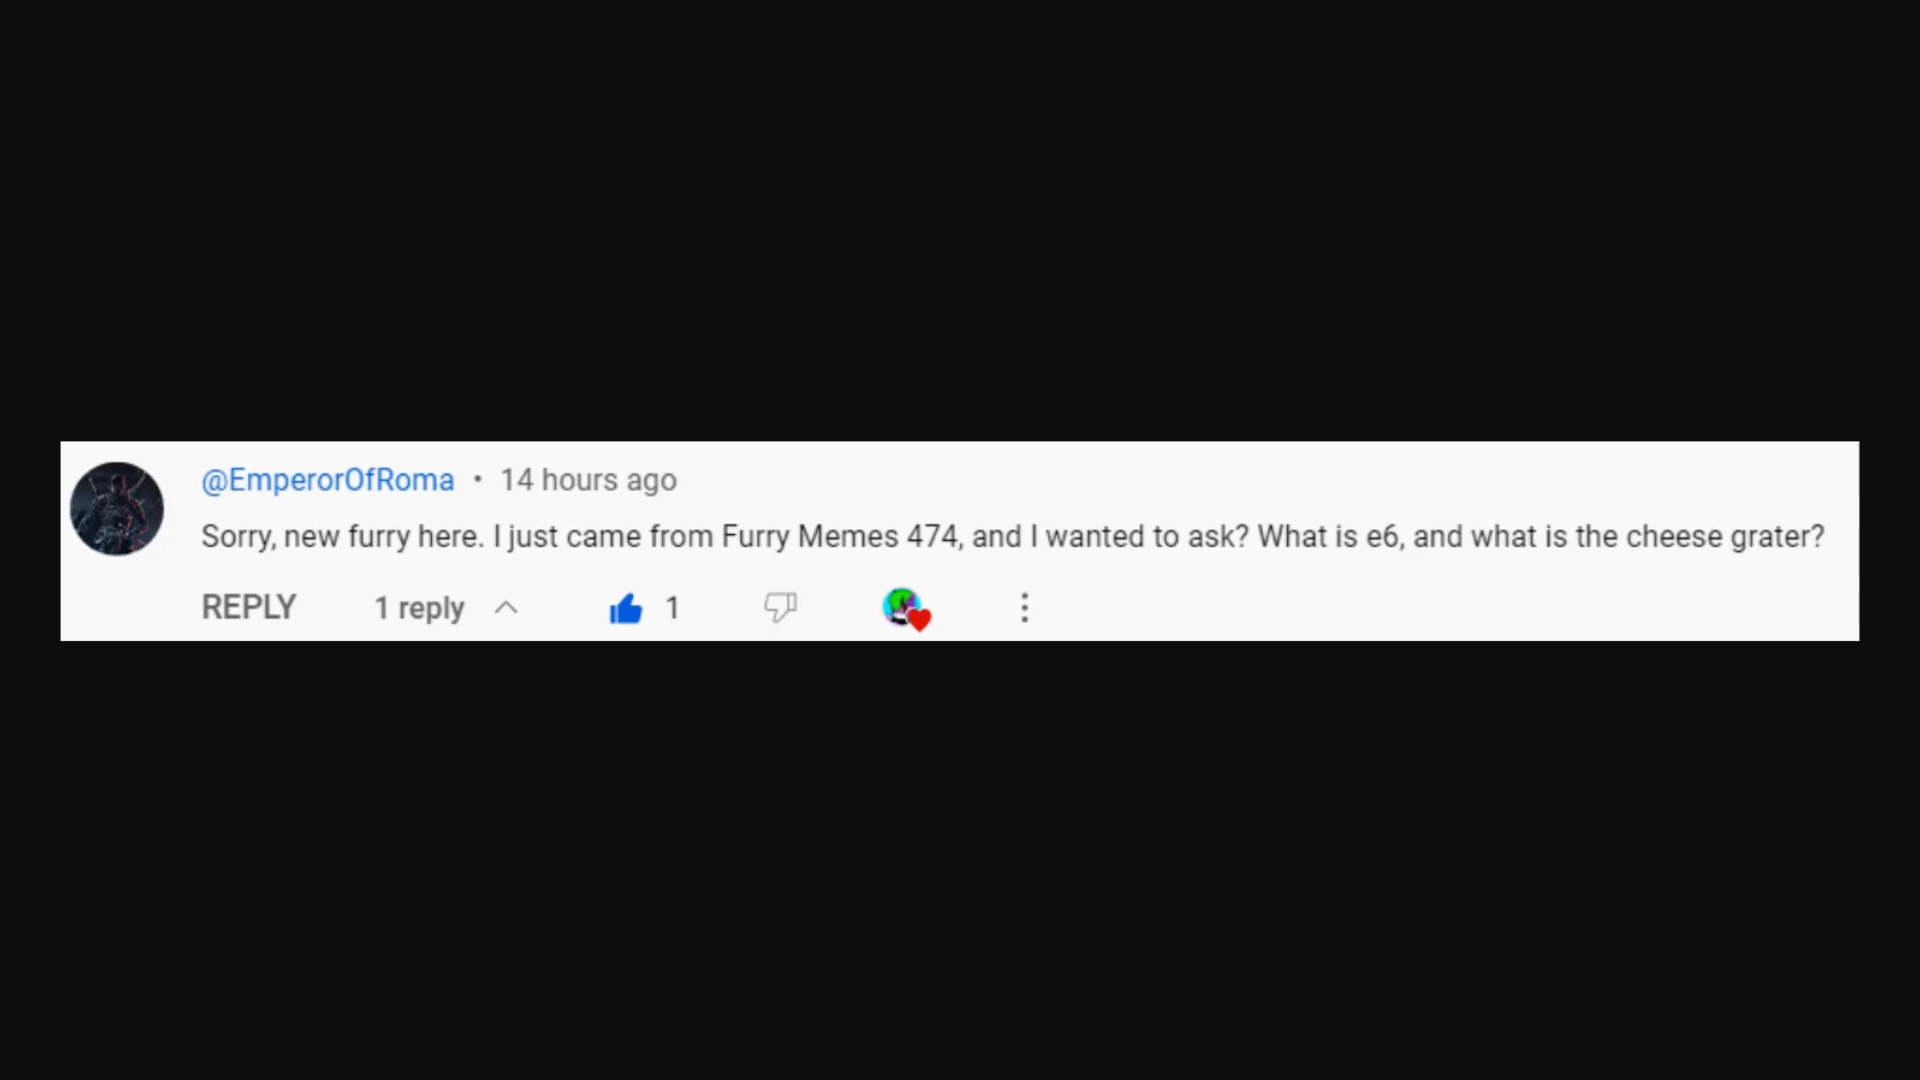 @EmperorOfRoma • 14 hours ago
Sorry, new furry here. I just came from Furry Memes 474, and I wanted to ask? What is e6, and what is the cheese grater?
REPLY 1 reply 1